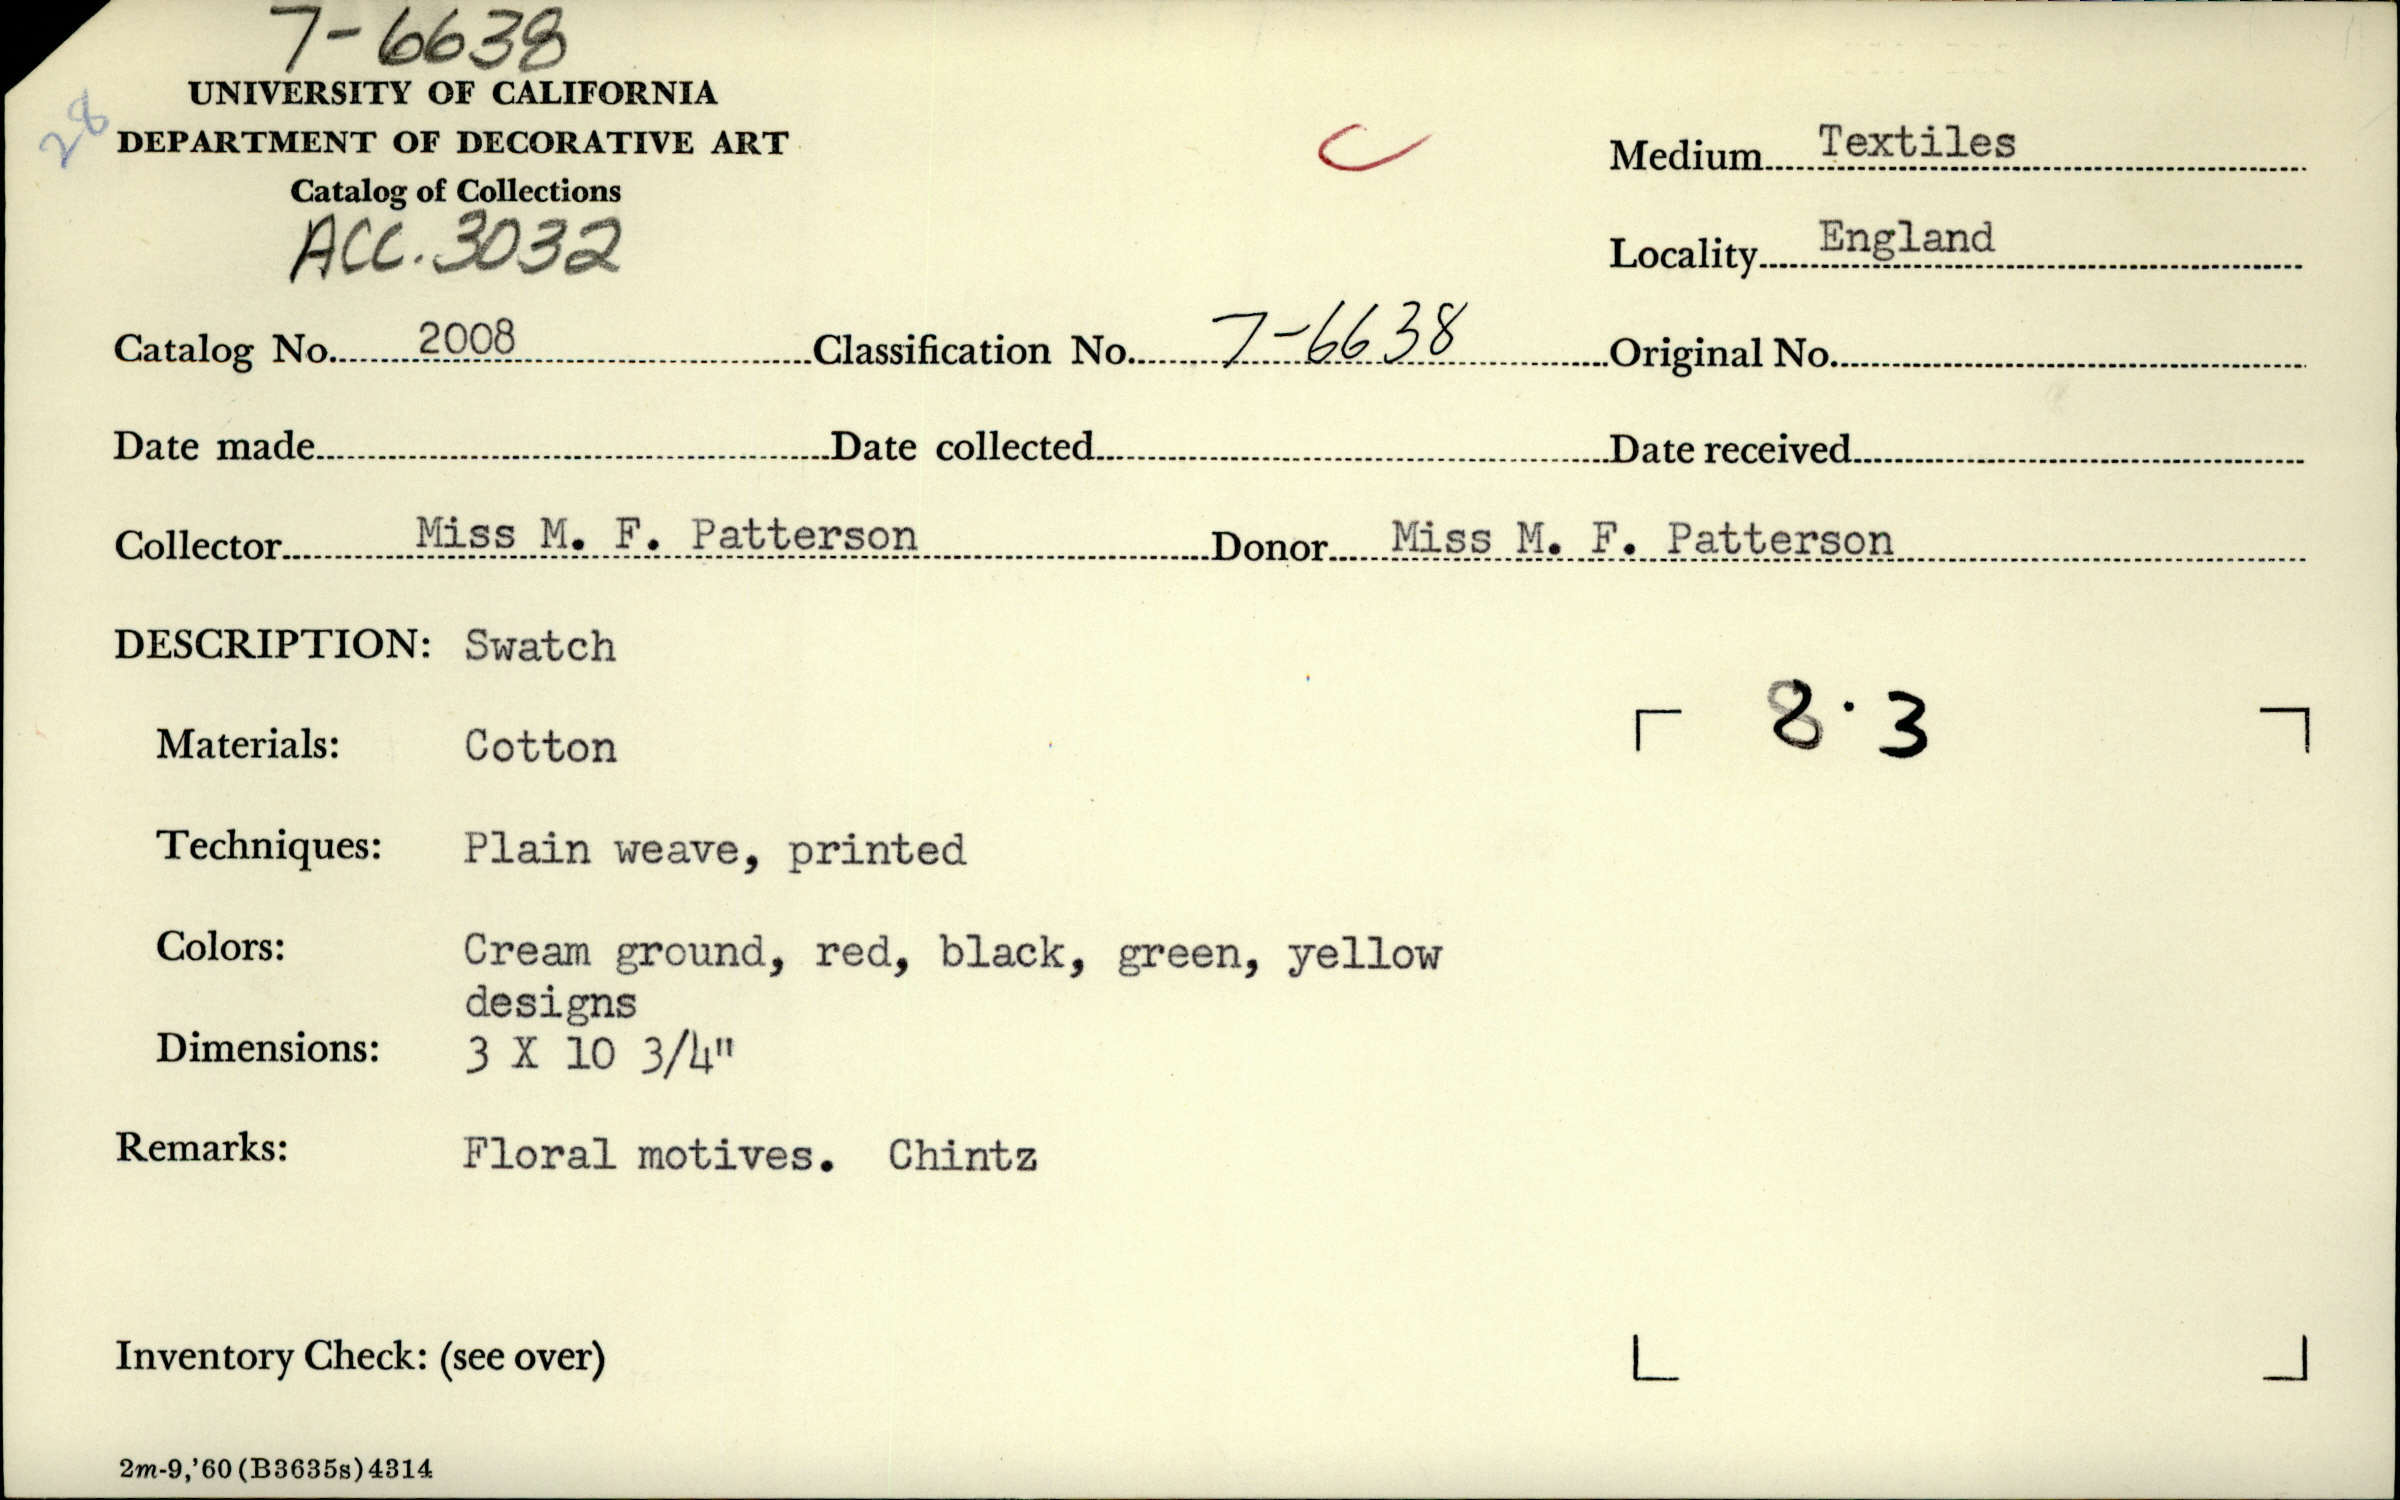 7-6638
28
UNIVERSITY OF CALIFORNIA
DEPARTMENT OF DECORATIVE ART
Catalog of Collections
ACC. 3032
C
Medium Textiles
Locality England
Catalog No. 2008 Classification No. 7-6638 Original No.
Date made Date collected Date received
Collector Miss M. F. Patterson Donor Miss M. F. Patterson
DESCRIPTION: Swatch
8.3
Materials: Cotton
Techniques: Plain weave, printed
Colors: Cream ground, red, black, green, yellow
designs
Dimensions: 3 X 10 3/4"
Remarks: Floral motives. Chintz
Inventory Check: (see over)
2m-9,'60(B3635s)4314